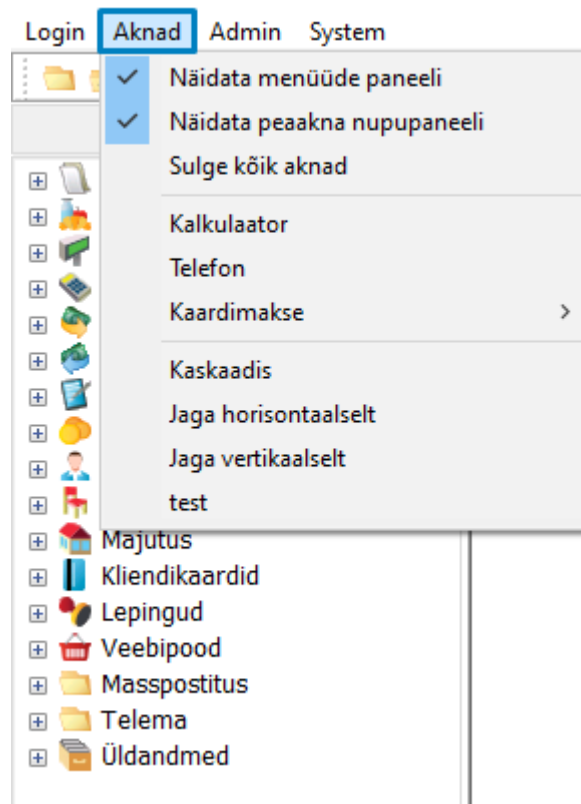 Login Aknad Admin System
Näidata menüüde paneeli
Näidata peaakna nupupaneeli
Sulge kõik aknad
Kalkulaator
Telefon
Kaardimakse
Kaskaadis
Jaga horisontaalselt
Jaga vertikaalselt
test
Majutus
Kliendikaardid
Lepingud
Veebipood
Masspostitus
Telema
Üldandmed